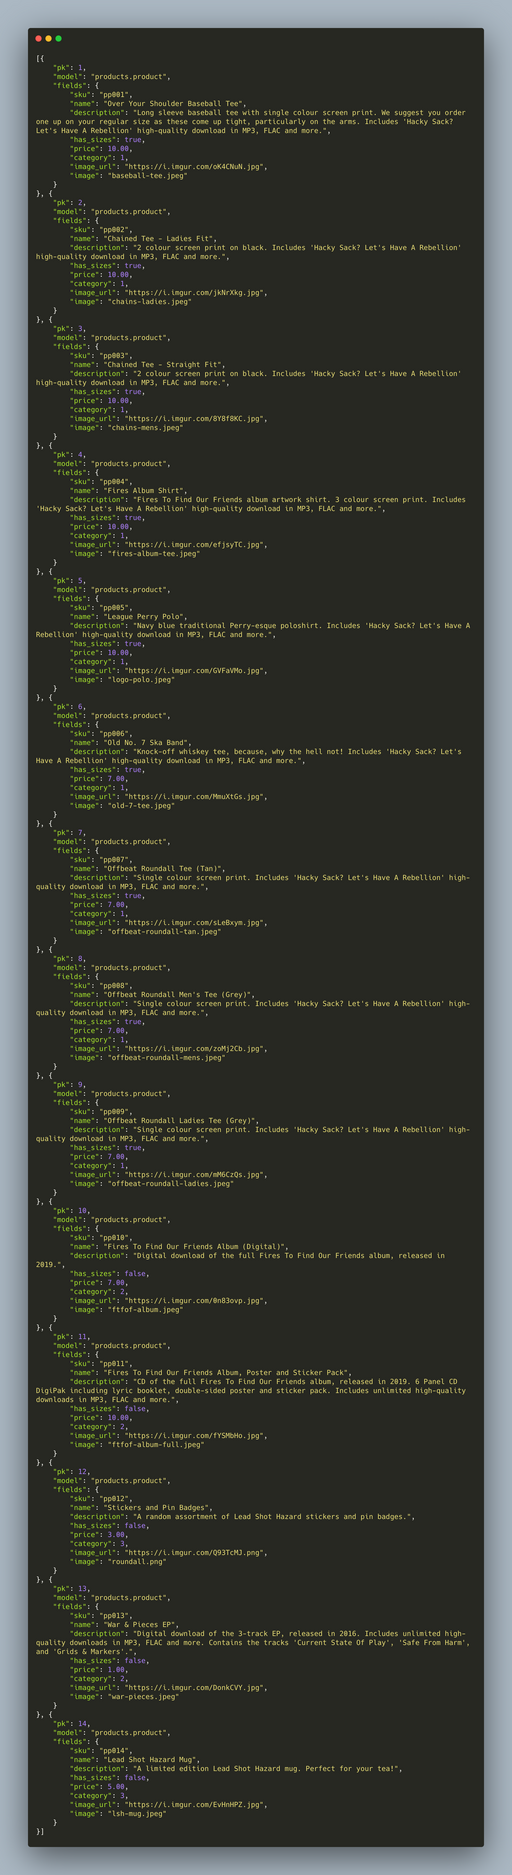 [{
    "pk": 1,
    "model": "products.product",
    "fields": {
        "sku": "pp001",
        "name": "Over Your Shoulder Baseball Tee",
        "description": "Long sleeve baseball tee with single colour screen print. We suggest you order
one up on your regular size as these come up tight, particularly on the arms. Includes 'Hacky Sack?
Let's Have A Rebellion' high-quality download in MP3, FLAC and more.",
        "has_sizes": true,
        "price": 10.00,
        "category": 1,
        "image_url": "https://i.imgur.com/oK4CNuN.jpg",
        "image": "baseball-tee.jpeg"
    }
}, {
    "pk": 2,
    "model": "products.product",
    "fields": {
        "sku": "pp002",
        "name": "Chained Tee - Ladies Fit",
        "description": "2 colour screen print on black. Includes 'Hacky Sack? Let's Have A Rebellion'
high-quality download in MP3, FLAC and more.",
        "has_sizes": true,
        "price": 10.00,
        "category": 1,
        "image_url": "https://i.imgur.com/jkNrXkg.jpg",
        "image": "chains-ladies.jpeg"
    }
}, {
    "pk": 3,
    "model": "products.product",
    "fields": {
        "sku": "pp003",
        "name": "Chained Tee - Straight Fit",
        "description": "2 colour screen print on black. Includes 'Hacky Sack? Let's Have A Rebellion'
high-quality download in MP3, FLAC and more.",
        "has_sizes": true,
        "price": 10.00,
        "category": 1,
        "image_url": "https://i.imgur.com/8Y8f8KC.jpg",
        "image": "chains-mens.jpeg"
    }
}, {
    "pk": 4,
    "model": "products.product",
    "fields": {
        "sku": "pp004",
        "name": "Fires Album Shirt",
        "description": "Fires To Find Our Friends album artwork shirt. 3 colour screen print. Includes
'Hacky Sack? Let's Have A Rebellion' high-quality download in MP3, FLAC and more.",
        "has_sizes": true,
        "price": 10.00,
        "category": 1,
        "image_url": "https://i.imgur.com/efjsyTC.jpg",
        "image": "fires-album-tee.jpeg"
    }
}, {
    "pk": 5,
    "model": "products.product",
    "fields": {
        "sku": "pp005",
        "name": "League Perry Polo",
        "description": "Navy blue traditional Perry-esque poloshirt. Includes 'Hacky Sack? Let's Have A
Rebellion' high-quality download in MP3, FLAC and more.",
        "has_sizes": true,
        "price": 10.00,
        "category": 1,
        "image_url": "https://i.imgur.com/GVFaVMo.jpg",
        "image": "logo-polo.jpeg"
    }
}, {
    "pk": 6,
    "model": "products.product",
    "fields": {
        "sku": "pp006",
        "name": "Old No. 7 Ska Band",
        "description": "Knock-off whiskey tee, because, why the hell not! Includes 'Hacky Sack? Let's
Have A Rebellion' high-quality download in MP3, FLAC and more.",
        "has_sizes": true,
        "price": 7.00,
        "category": 1,
        "image_url": "https://i.imgur.com/MmuXtGs.jpg",
        "image": "old-7-tee.jpeg"
    }
}, {
    "pk": 7,
    "model": "products.product",
    "fields": {
        "sku": "pp007",
        "name": "Offbeat Roundall Tee (Tan)",
        "description": "Single colour screen print. Includes 'Hacky Sack? Let's Have A Rebellion' high-
quality download in MP3, FLAC and more.",
        "has_sizes": true,
        "price": 7.00,
        "category": 1,
        "image_url": "https://i.imgur.com/sLeBxym.jpg",
        "image": "offbeat-roundall-tan.jpeg"
    }
}, {
    "pk": 8,
    "model": "products.product",
    "fields": {
        "sku": "pp008",
        "name": "Offbeat Roundall Men's Tee (Grey)",
        "description": "Single colour screen print. Includes 'Hacky Sack? Let's Have A Rebellion' high-
quality download in MP3, FLAC and more.",
        "has_sizes": true,
        "price": 7.00,
        "category": 1,
        "image_url": "https://i.imgur.com/zoMj2Cb.jpg",
        "image": "offbeat-roundall-mens.jpeg"
    }
}, {
    "pk": 9,
    "model": "products.product",
    "fields": {
        "sku": "pp009",
        "name": "Offbeat Roundall Ladies Tee (Grey)",
        "description": "Single colour screen print. Includes 'Hacky Sack? Let's Have A Rebellion' high-
quality download in MP3, FLAC and more.",
        "has_sizes": true,
        "price": 7.00,
        "category": 1,
        "image_url": "https://i.imgur.com/mM6CzQs.jpg",
        "image": "offbeat-roundall-ladies.jpeg"
    }
}, {
    "pk": 10,
    "model": "products.product",
    "fields": {
        "sku": "pp010",
        "name": "Fires To Find Our Friends Album (Digital)",
        "description": "Digital download of the full Fires To Find Our Friends album, released in
2019.",
        "has_sizes": false,
        "price": 7.00,
        "category": 2,
        "image_url": "https://i.imgur.com/0n83ovp.jpg",
        "image": "ftfof-album.jpeg"
    }
}, {
    "pk": 11,
    "model": "products.product",
    "fields": {
        "sku": "pp011",
        "name": "Fires To Find Our Friends Album, Poster and Sticker Pack",
        "description": "CD of the full Fires To Find Our Friends album, released in 2019. 6 Panel CD
DigiPak including lyric booklet, double-sided poster and sticker pack. Includes unlimited high-quality
downloads in MP3, FLAC and more.",
        "has_sizes": false,
        "price": 10.00,
        "category": 2,
        "image_url": "https://i.imgur.com/fYSMbHo.jpg",
        "image": "ftfof-album-full.jpeg"
    }
}, {
    "pk": 12,
    "model": "products.product",
    "fields": {
        "sku": "pp012",
        "name": "Stickers and Pin Badges",
        "description": "A random assortment of Lead Shot Hazard stickers and pin badges.",
        "has_sizes": false,
        "price": 3.00,
        "category": 3,
        "image_url": "https://i.imgur.com/Q93TcMJ.png",
        "image": "roundall.png"
    }
}, {
    "pk": 13,
    "model": "products.product",
    "fields": {
        "sku": "pp013",
        "name": "War & Pieces EP",
        "description": "Digital download of the 3-track EP, released in 2016. Includes unlimited high-
quality downloads in MP3, FLAC and more. Contains the tracks 'Current State Of Play', 'Safe From Harm',
and 'Grids & Markers'.",
        "has_sizes": false,
        "price": 1.00,
        "category": 2,
        "image_url": "https://i.imgur.com/DonkCVY.jpg",
        "image": "war-pieces.jpeg"
    }
}, {
    "pk": 14,
    "model": "products.product",
    "fields": {
        "sku": "pp014",
        "name": "Lead Shot Hazard Mug",
        "description": "A limited edition Lead Shot Hazard mug. Perfect for your tea!",
        "has_sizes": false,
        "price": 5.00,
        "category": 3,
        "image_url": "https://i.imgur.com/EvHnHPZ.jpg",
        "image": "lsh-mug.jpeg"
    }
}]